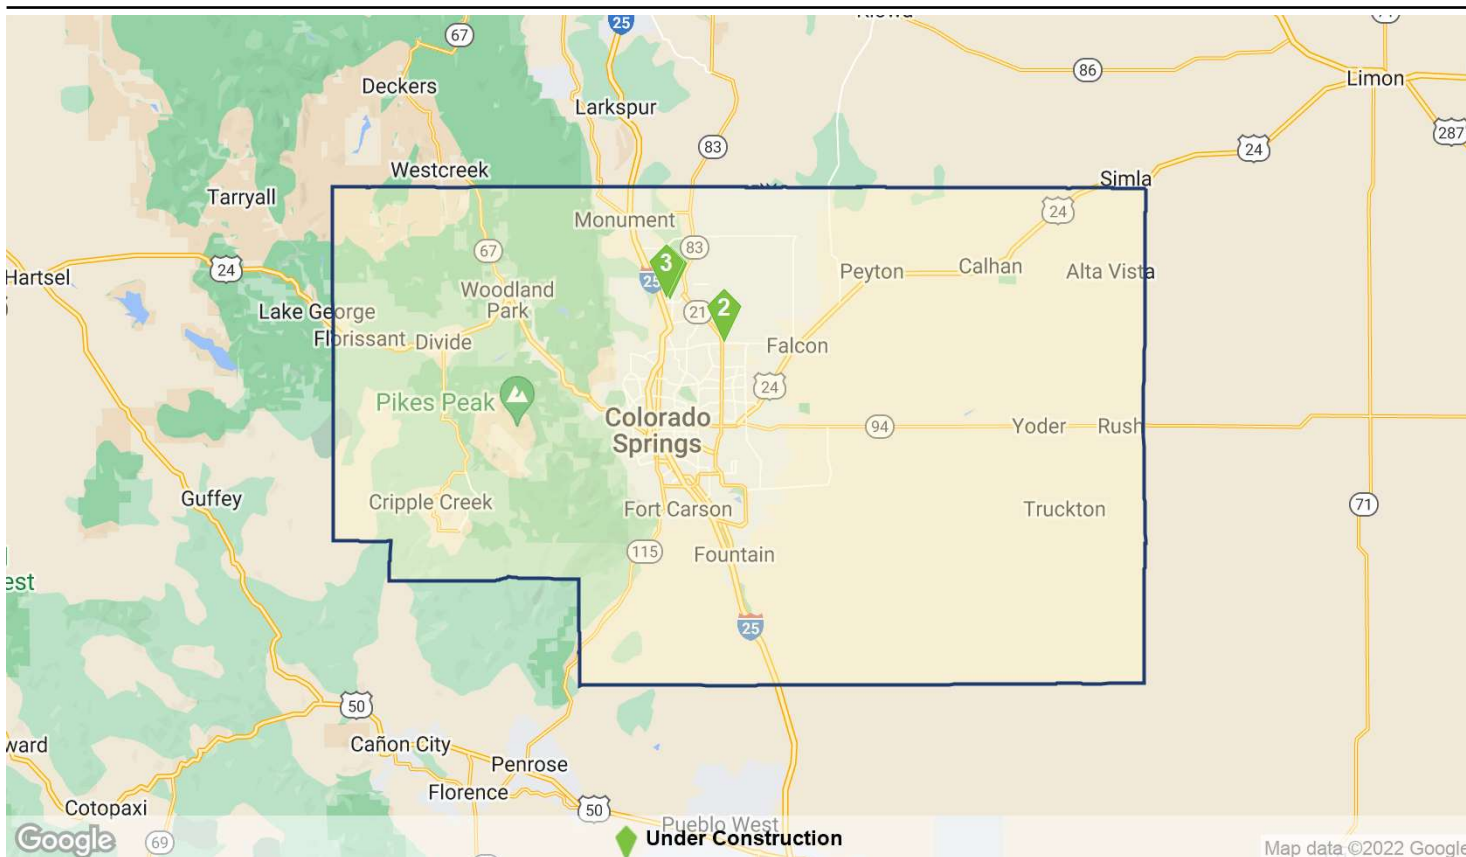 25
67
86
Deckers
Limon
Larkspur
83
287
24
Westcreek
Simla
Tarryall
24
Monument
67
83
3
25
Peyton
Calhan
Alta Vista
24
Hartsel
Woodland
Park
2
21
Lake George
Florissant
Divide
Falcon
24
Pikes Peak
Colorado
Springs
94
Yoder
Rush
Guffey
Cripple Creek
Fort Carson
Truckton
71
115
Fountain
est
25
50
ward
Cañon City
Penrose
Florence
50
Cotopaxi
Pueblo West
Google
69
Under Construction
Map data ©2022 Google